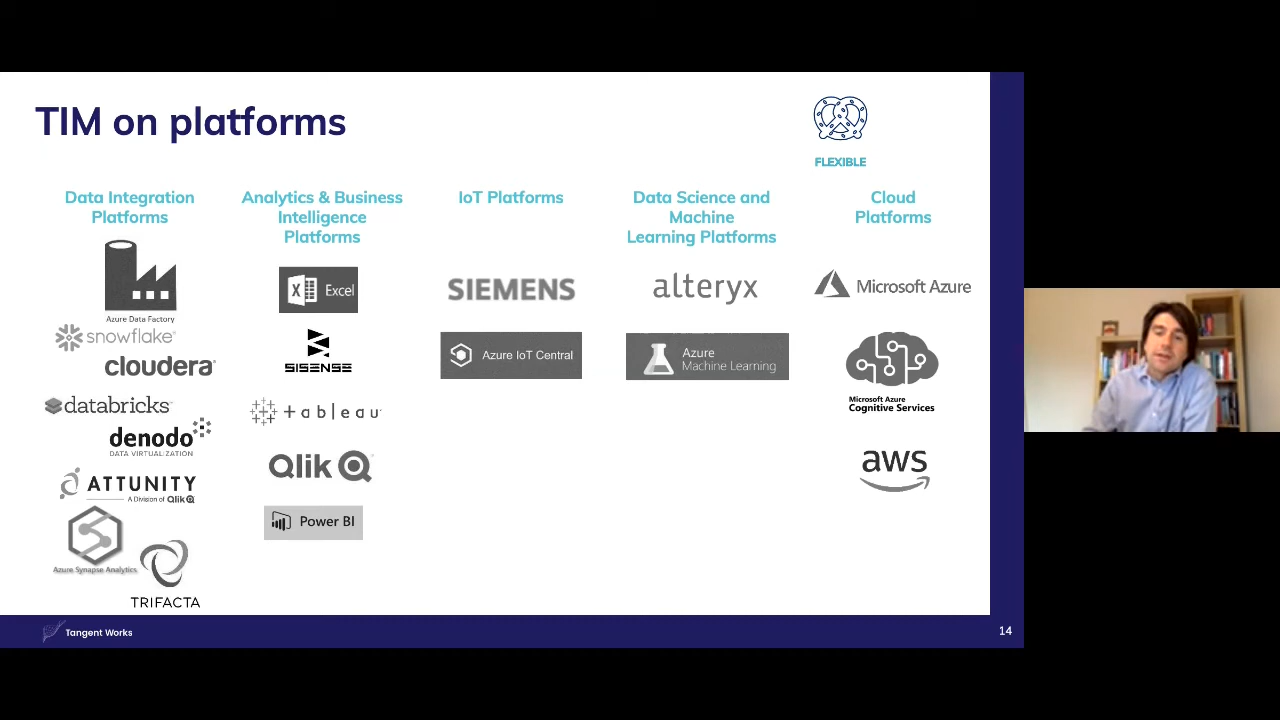 TIM on platforms
FLEXIBLE
Data Integration
Platforms
Azure Data Factory
snowflake
cloudera
databricks
denodo
DATA VIRTUALIZATION
ATTUNITY
A Division of Qlik
Azure Synapse Analytics
TRIFACTA
Analytics & Business
Intelligence
Platforms
Excel
SISENSE
+ableau
Qlik
Power BI
IoT Platforms
SIEMENS
Azure IoT Central
Data Science and
Machine
Learning Platforms
alteryx
Azure
Machine Learning
Cloud
Platforms
Microsoft Azure
Microsoft Azure
Cognitive Services
aws
Tangent Works
14